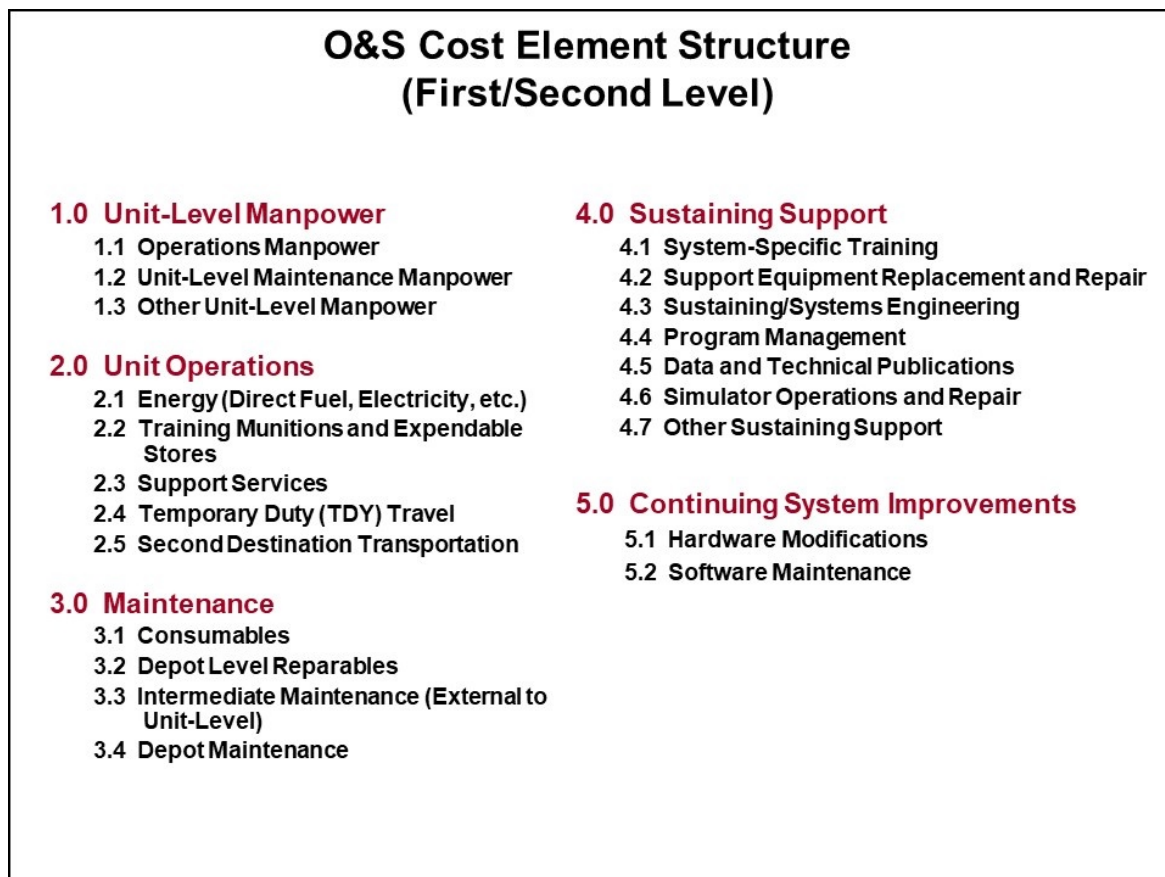 O&S Cost Element Structure
(First/Second Level)
1.0 Unit-Level Manpower
1.1 Operations Manpower
1.2 Unit-Level Maintenance Manpower
1.3 Other Unit-Level Manpower
2.0 Unit Operations
2.1 Energy (Direct Fuel, Electricity, etc.)
2.2 Training Munitions and Expendable
Stores
2.3 Support Services
2.4 Temporary Duty (TDY) Travel
2.5 Second Destination Transportation
3.0 Maintenance
3.1 Consumables
3.2 Depot Level Reparables
3.3 Intermediate Maintenance (External to
Unit-Level)
3.4 Depot Maintenance
4.0 Sustaining Support
4.1 System-Specific Training
4.2 Support Equipment Replacement and Repair
4.3 Sustaining/Systems Engineering
4.4 Program Management
4.5 Data and Technical Publications
4.6 Simulator Operations and Repair
4.7 Other Sustaining Support
5.0 Continuing System Improvements
5.1 Hardware Modifications
5.2 Software Maintenance